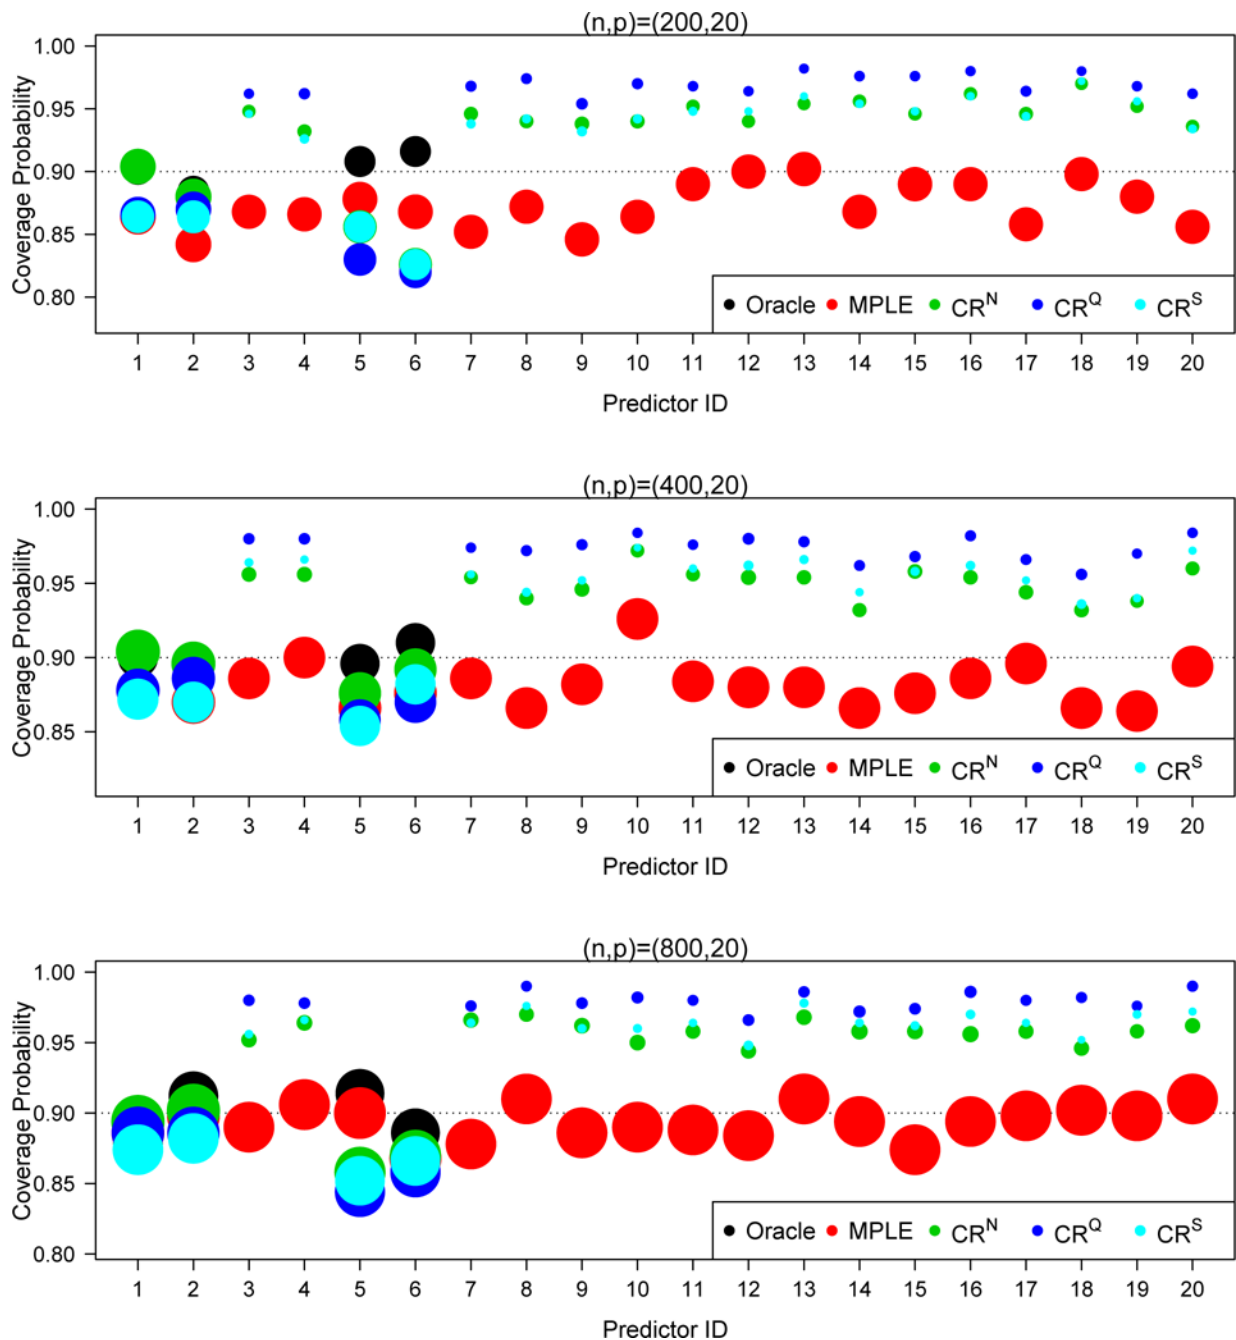 (n,p)=(200,20)
Coverage Probability
1.00
0.95
0.90
0.85
0.80
Oracle MPLE CR^N CR^Q CR^S
1 2 3 4 5 6 7 8 9 10 11 12 13 14 15 16 17 18 19 20
Predictor ID
(n,p)=(400,20)
Coverage Probability
1.00
0.95
0.90
0.85
Oracle MPLE CR^N CR^Q CR^S
1 2 3 4 5 6 7 8 9 10 11 12 13 14 15 16 17 18 19 20
Predictor ID
(n,p)=(800,20)
Coverage Probability
1.00
0.95
0.90
0.85
0.80
Oracle MPLE CR^N CR^Q CR^S
1 2 3 4 5 6 7 8 9 10 11 12 13 14 15 16 17 18 19 20
Predictor ID